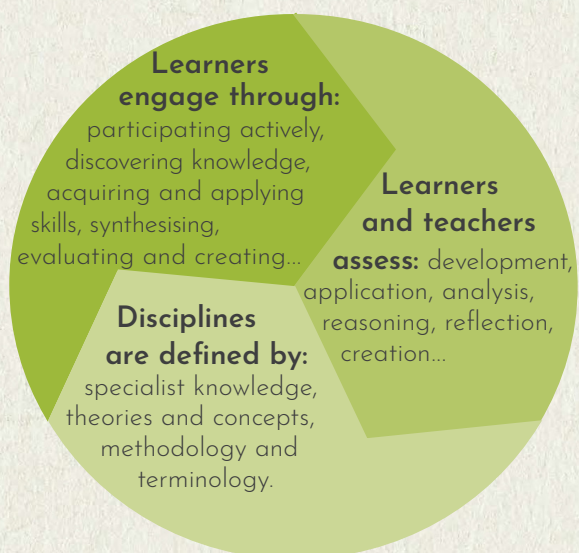 Learners
engage through:
participating actively,
discovering knowledge,
acquiring and applying
skills, synthesising,
evaluating and creating...
Learners
and teachers
assess: development,
application, analysis,
reasoning, reflection,
creation...
Disciplines
are defined by:
specialist knowledge,
theories and concepts,
methodology and
terminology.